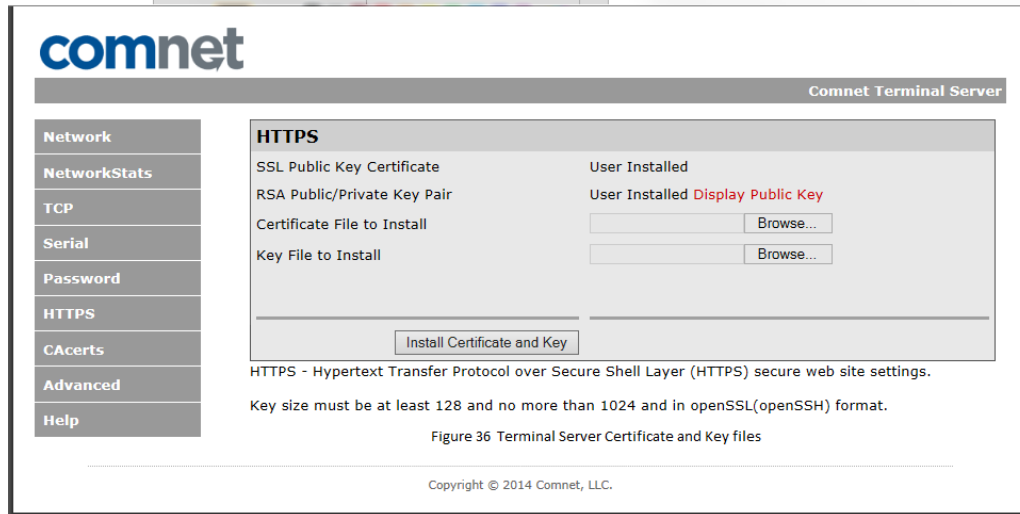 comnet
Comnet Terminal Server
Network
NetworkStats
TCP
Serial
Password
HTTPS
CAcerts
Advanced
Help
HTTPS
SSL Public Key Certificate User Installed
RSA Public/Private Key Pair User Installed Display Public Key
Certificate File to Install Browse...
Key File to Install Browse...
Install Certificate and Key
HTTPS - Hypertext Transfer Protocol over Secure Shell Layer (HTTPS) secure web site settings.
Key size must be at least 128 and no more than 1024 and in openSSL(openSSH) format.
Figure 36 Terminal Server Certificate and Key files
Copyright © 2014 Comnet, LLC.